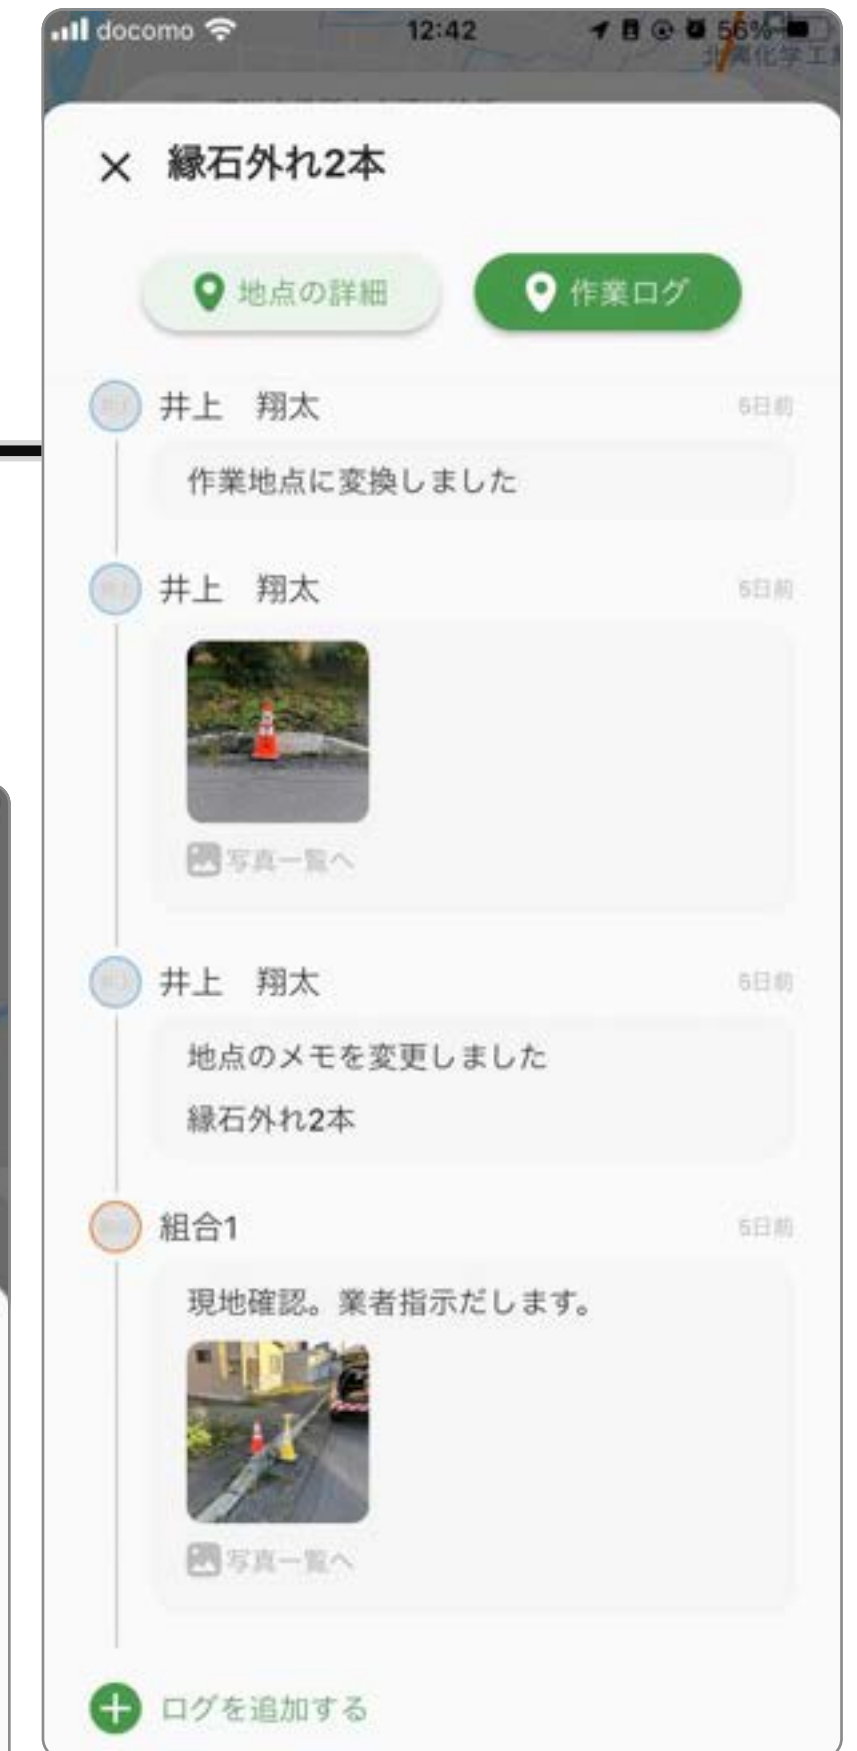 docomo 12:42 56%
縁石外れ2本
地点の詳細 作業ログ
井上 翔太 5日前
作業地点に変換しました
井上 翔太 5日前
写真一覧へ
井上 翔太 5日前
地点のメモを変更しました
縁石外れ2本
組合1 5日前
現地確認。業者指示だします。
写真一覧へ
ログを追加する